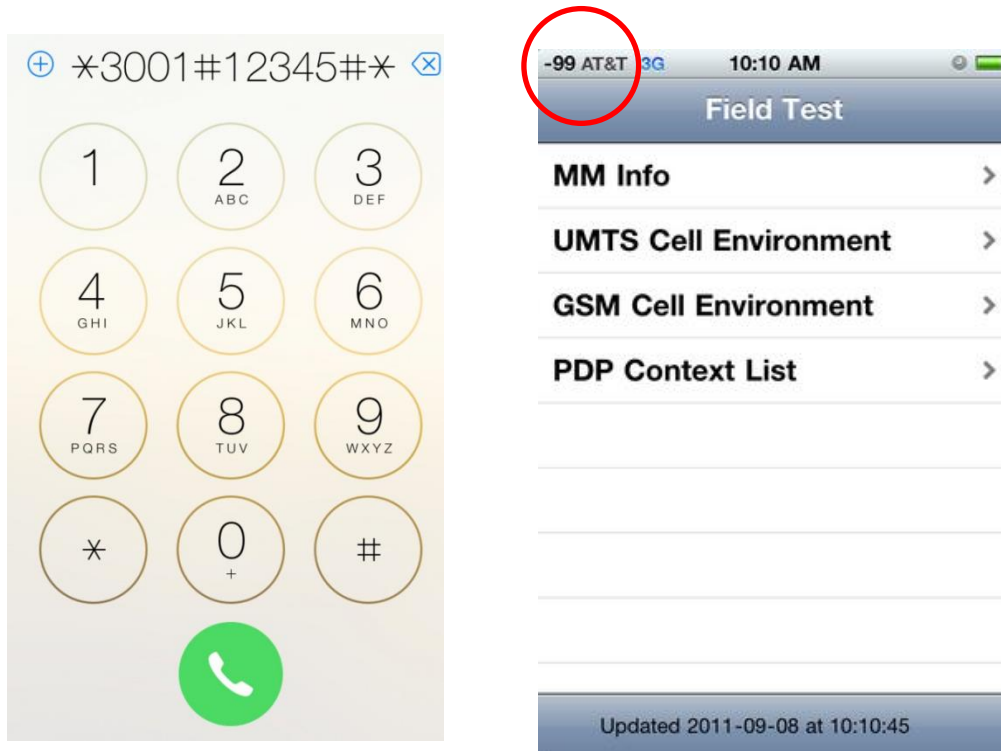 *3001#12345#*
1
2
ABC
3
DEF
4
GHI
5
JKL
6
MNO
7
PQRS
8
TUV
9
WXYZ
*
0
+
#
-99 AT&T 3G 10:10 AM
Field Test
MM Info
UMTS Cell Environment
GSM Cell Environment
PDP Context List
Updated 2011-09-08 at 10:10:45